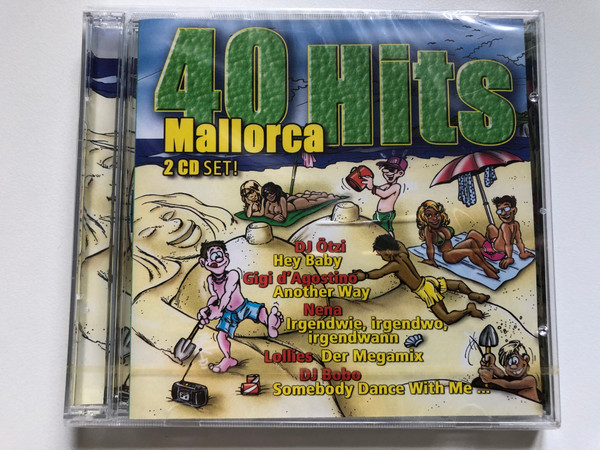 40 Hits
Mallorca
2 CD SET!
DJ Ötzi
Hey Baby
Gigi d'Agostino
Another Way
Nena
Irgendwie, irgendwo,
irgendwann
Lollies Der Megamix
DJ Bobo
Somebody Dance With Me ...